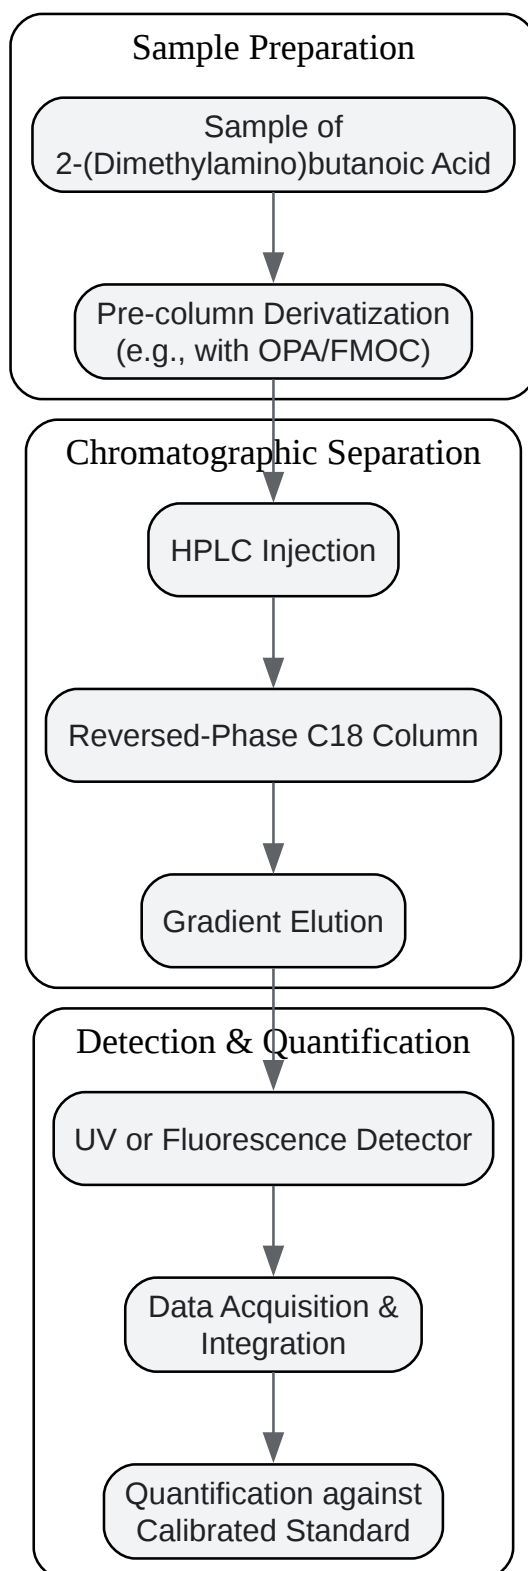 Sample Preparation
Sample of
2-(Dimethylamino)butanoic Acid
Pre-column Derivatization
(e.g., with OPA/FMOC)
Chromatographic Separation
HPLC Injection
Reversed-Phase C18 Column
Gradient Elution
Detection & Quantification
UV or Fluorescence Detector
Data Acquisition &
Integration
Quantification against
Calibrated Standard